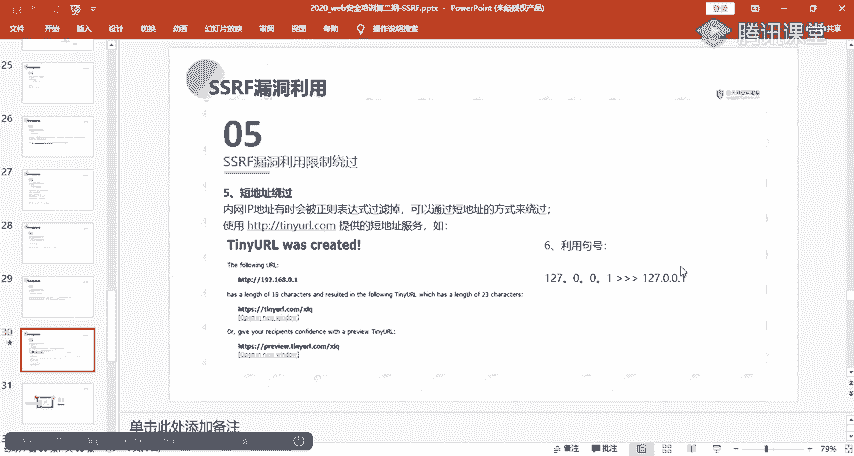 2020_web安全培训第二期-SSRF.pptx - PowerPoint (未经授权产品)
登录
文件
开始
插入
设计
切换
动画
幻灯片放映
审阅
视图
帮助
操作说明搜索
共享
腾讯课堂
25
26
27
28
29
30
31
SSRF漏洞利用
05
SSRF漏洞利用限制绕过
5、短地址绕过
内网IP地址有时会被正则表达式过滤掉，可以通过短地址的方式来绕过；
使用 http://tinyurl.com 提供的短地址服务，如：
TinyURL was created!
The following URL:
http://192.168.0.1
has a length of 18 characters and resulted in the following TinyURL which has a length of 23 characters:
https://tinyurl.com/xlq
[Open in new window]
Or, give your recipients confidence with a preview TinyURL:
https://preview.tinyurl.com/xlq
[Open in new window]
6、利用句号：
127。0。0。1 >>> 127.0.0.1
单击此处添加备注
备注
批注
79%